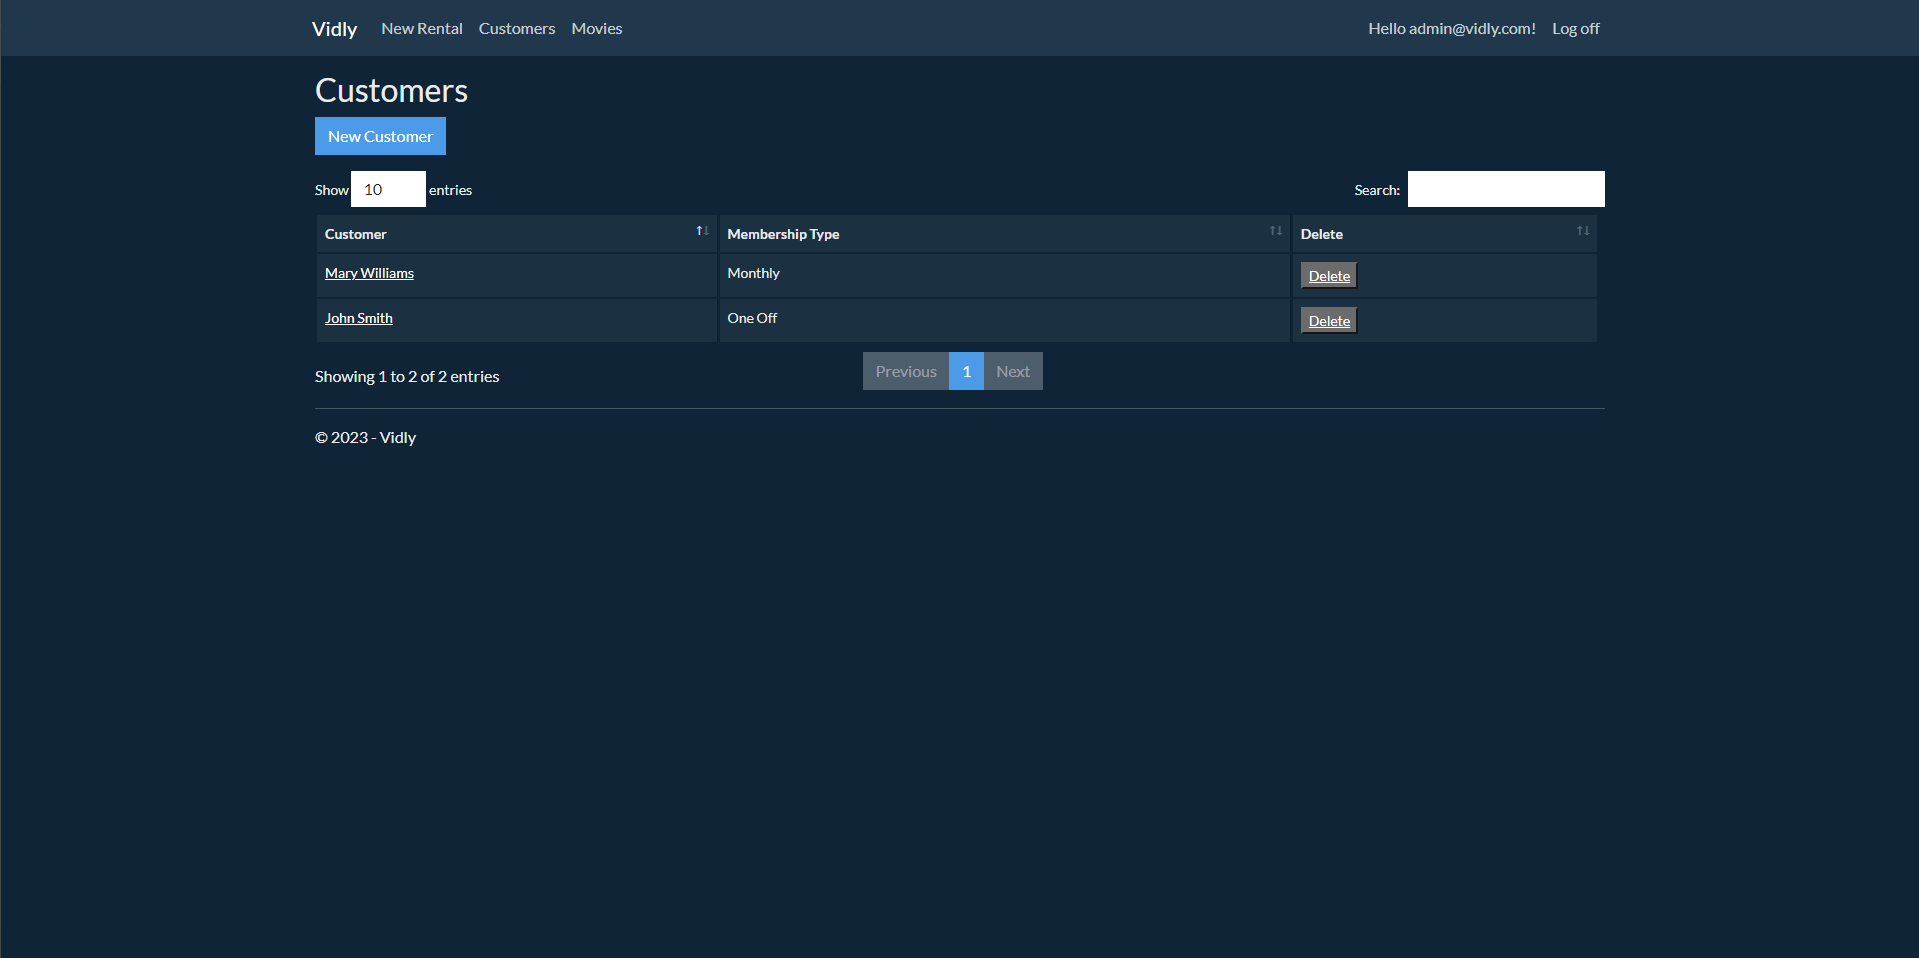 Vidly New Rental Customers Movies Hello admin@vidly.com! Log off
Customers
New Customer
Show 10 entries Search:
Customer Membership Type Delete
Mary Williams Monthly Delete
John Smith One Off Delete
Showing 1 to 2 of 2 entries Previous 1 Next
© 2023 - Vidly